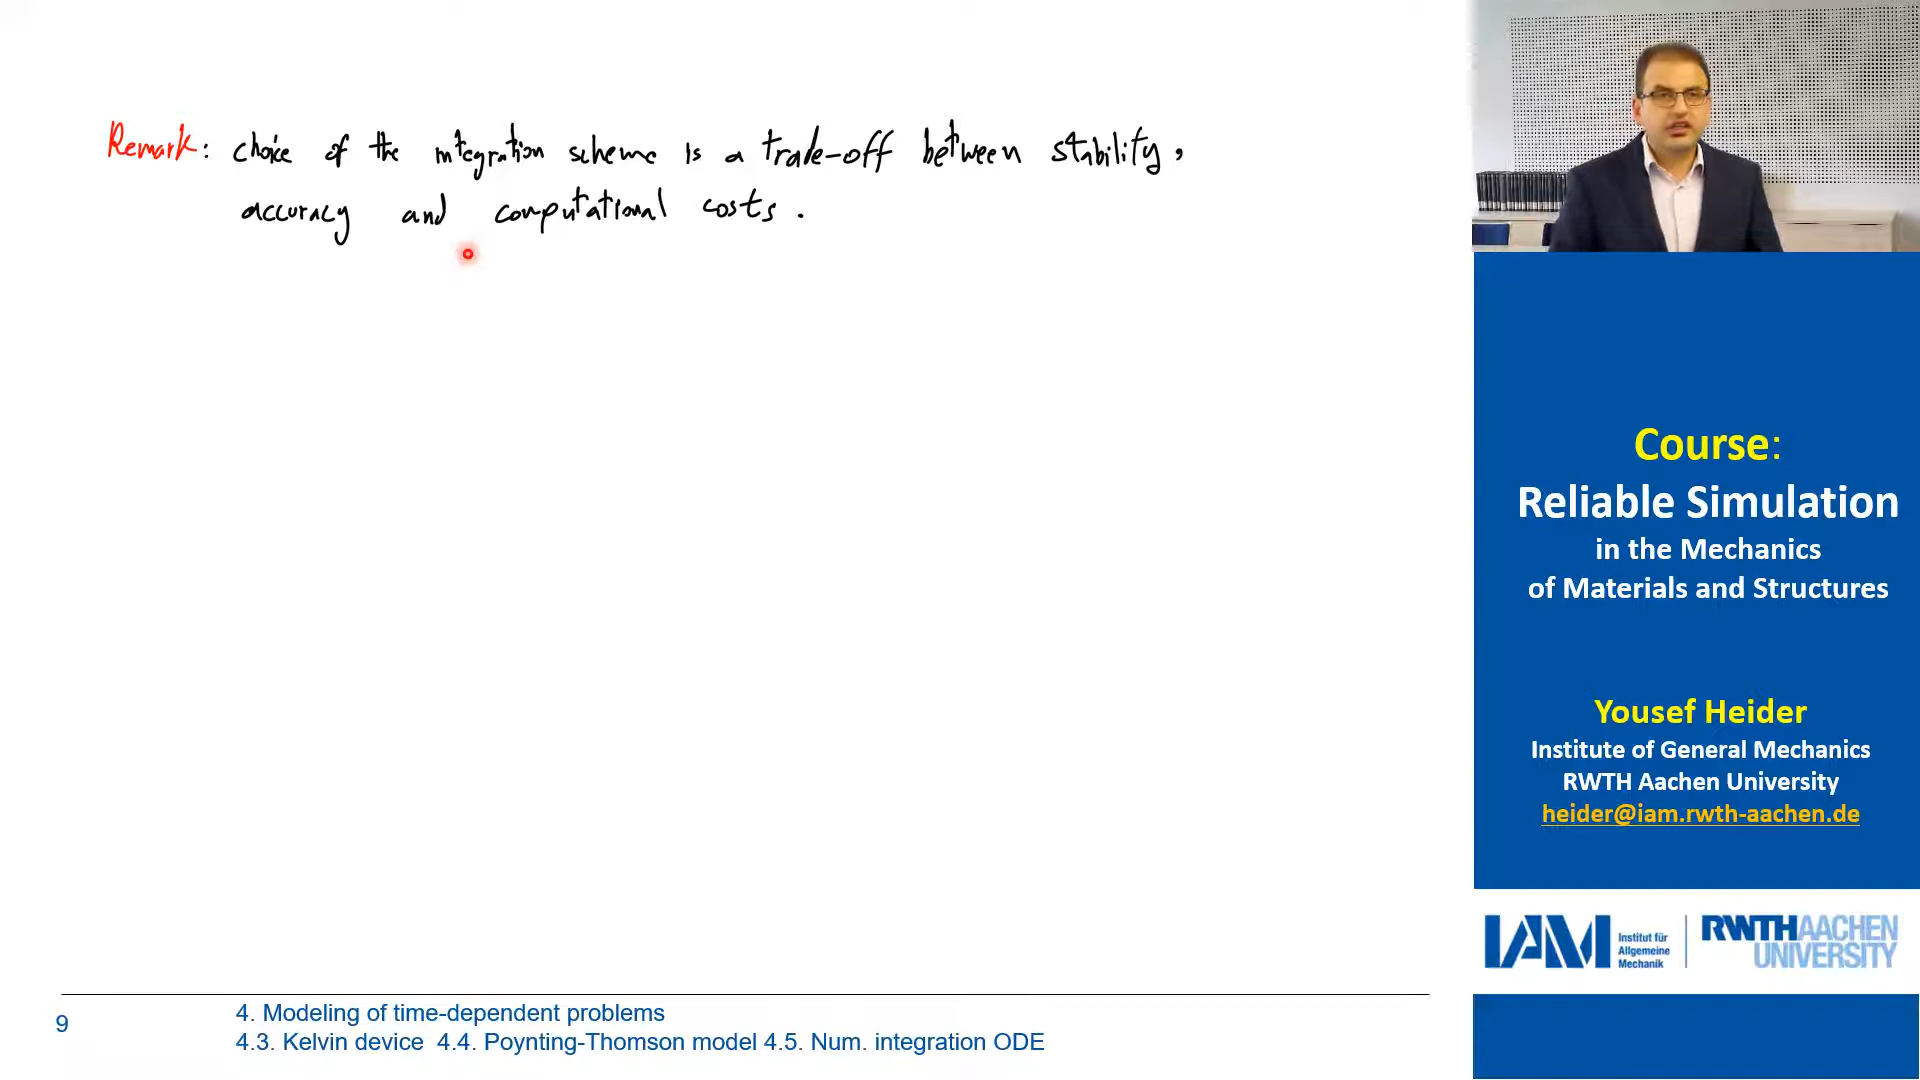 Remark: choice of the integration scheme is a trade-off between stability,
accuracy and computational costs.
Course:
Reliable Simulation
in the Mechanics
of Materials and Structures
Yousef Heider
Institute of General Mechanics
RWTH Aachen University
heider@iam.rwth-aachen.de
IAM
Institut für
Allgemeine
Mechanik
RWTHAACHEN
UNIVERSITY
9
4. Modeling of time-dependent problems
4.3. Kelvin device 4.4. Poynting-Thomson model 4.5. Num. integration ODE